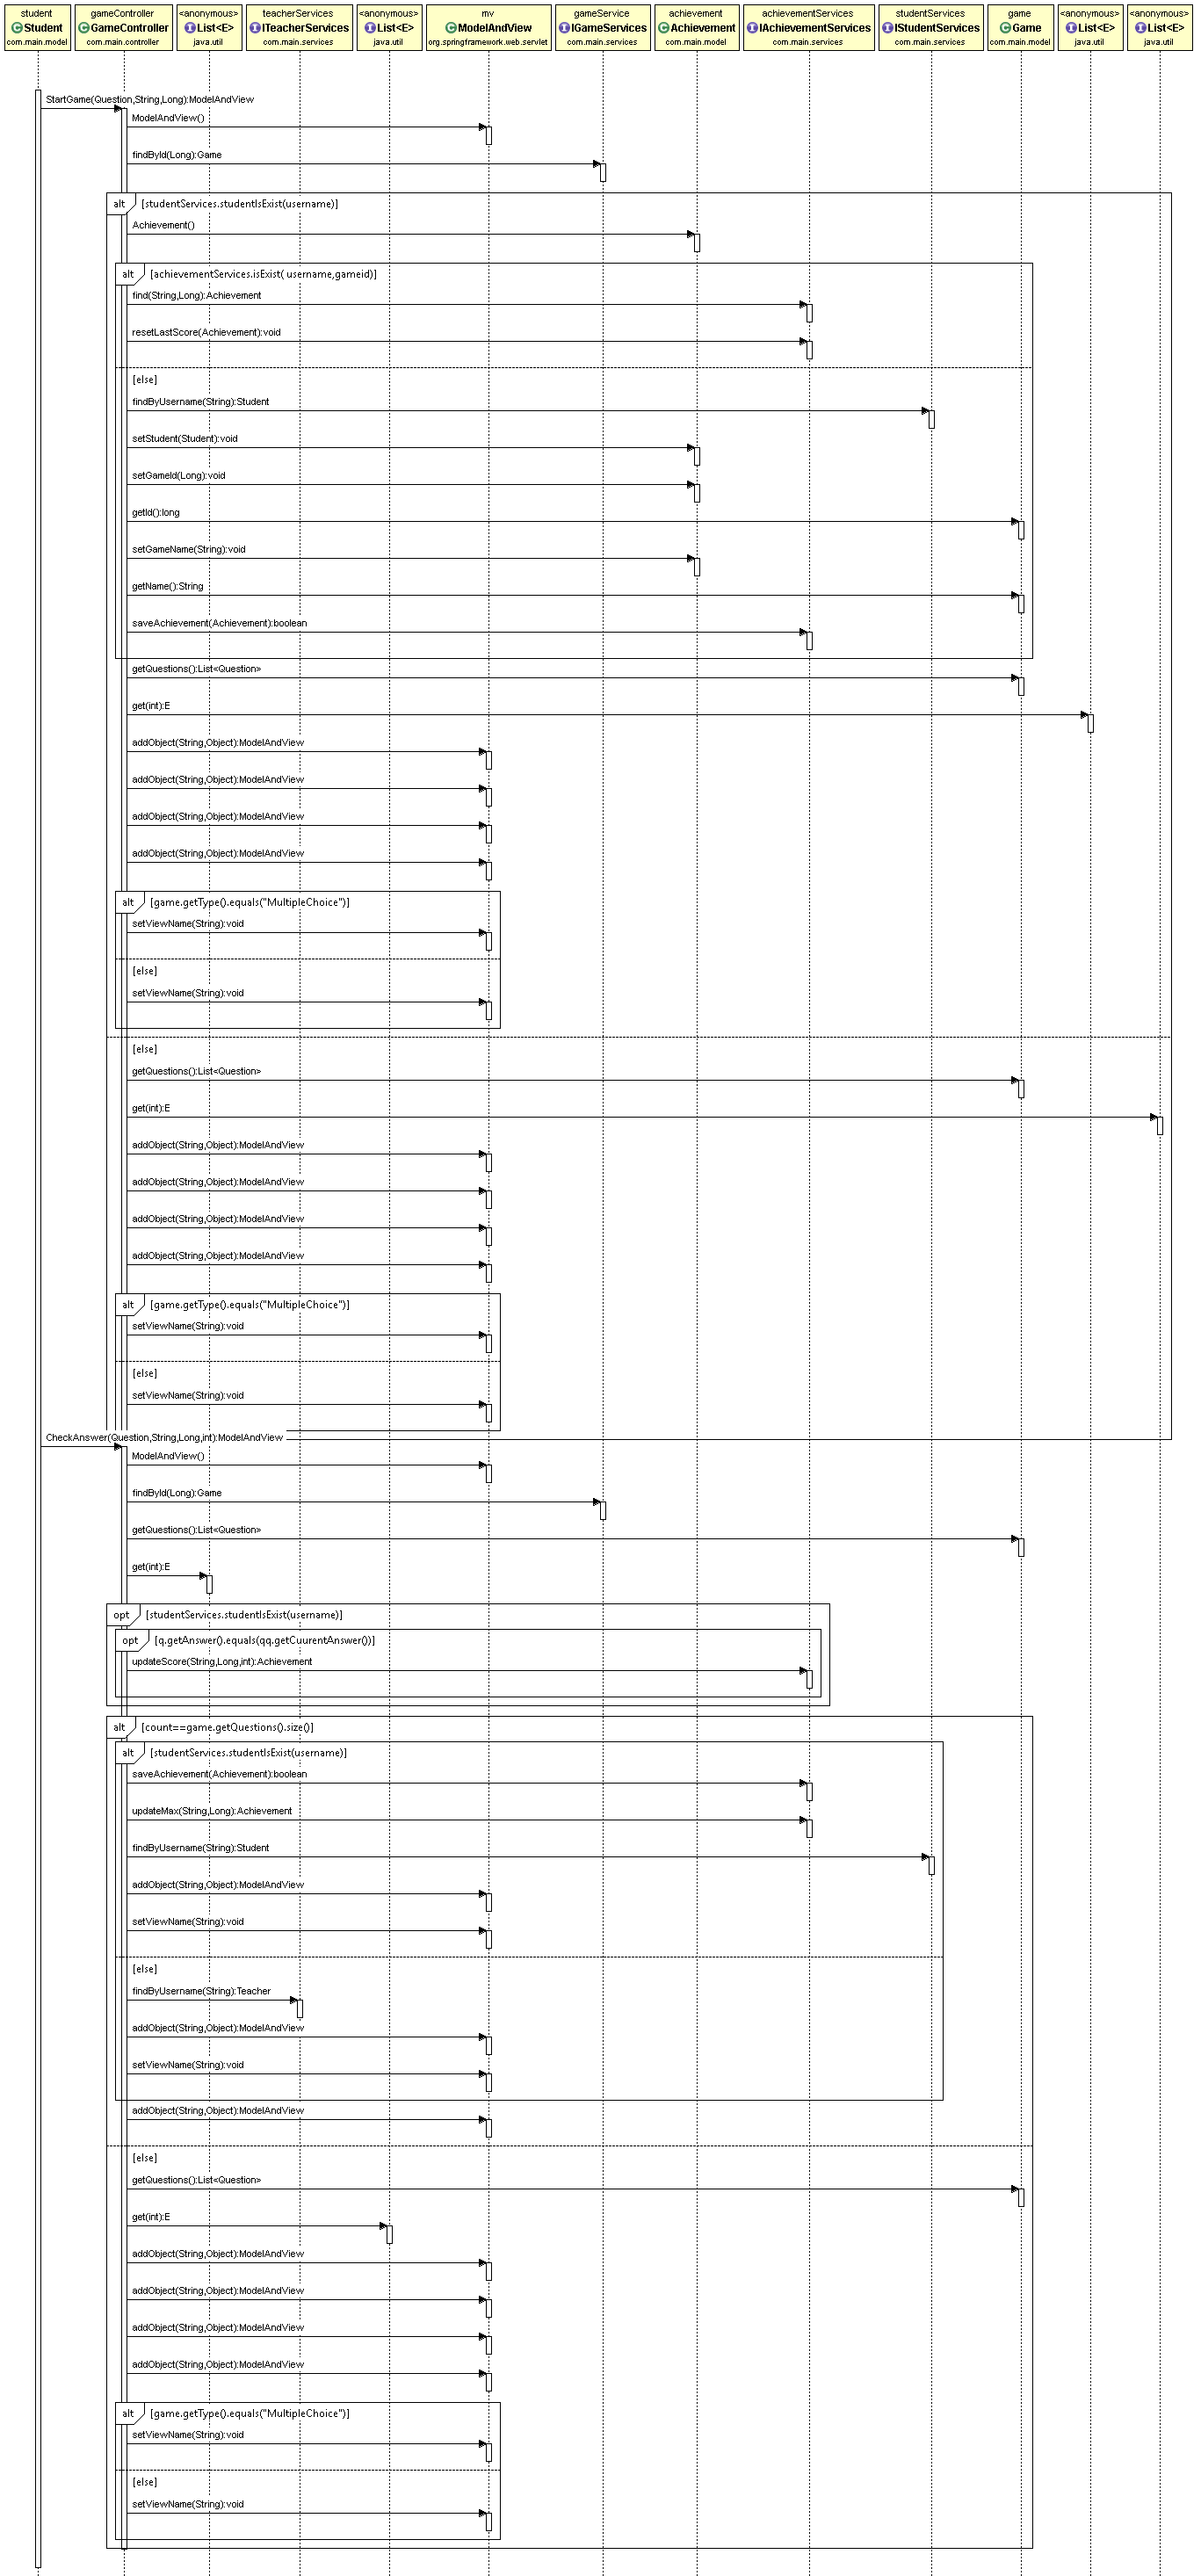 student
Student
com.main.model
gameController
GameController
com.main.controller
<anonymous>
List<E>
java.util
teacherServices
ITeacherServices
com.main.services
<anonymous>
List<E>
java.util
mv
ModelAndView
org.springframework.web.servlet
gameService
IGameServices
com.main.services
achievement
Achievement
com.main.model
achievementServices
IAchievementServices
com.main.services
studentServices
IStudentServices
com.main.services
game
Game
com.main.model
<anonymous>
List<E>
java.util
<anonymous>
List<E>
java.util
StartGame(Question,String,Long):ModelAndView
ModelAndView()
findById(Long):Game
alt [studentServices.studentIsExist(username)]
Achievement()
alt [achievementServices.isExist( username,gameid)]
find(String,Long):Achievement
resetLastScore(Achievement):void
[else]
findByUsername(String):Student
setStudent(Student):void
setGameId(Long):void
getId():long
setGameName(String):void
getName():String
saveAchievement(Achievement):boolean
getQuestions():List<Question>
get(int):E
addObject(String,Object):ModelAndView
addObject(String,Object):ModelAndView
addObject(String,Object):ModelAndView
addObject(String,Object):ModelAndView
alt [game.getType().equals("MultipleChoice")]
setViewName(String):void
[else]
setViewName(String):void
[else]
getQuestions():List<Question>
get(int):E
addObject(String,Object):ModelAndView
addObject(String,Object):ModelAndView
addObject(String,Object):ModelAndView
addObject(String,Object):ModelAndView
alt [game.getType().equals("MultipleChoice")]
setViewName(String):void
[else]
setViewName(String):void
CheckAnswer(Question,String,Long,int):ModelAndView
ModelAndView()
findById(Long):Game
getQuestions():List<Question>
get(int):E
opt [studentServices.studentIsExist(username)]
opt [q.getAnswer().equals(qq.getCuurentAnswer())]
updateScore(String,Long,int):Achievement
alt [count==game.getQuestions().size()]
alt [studentServices.studentIsExist(username)]
saveAchievement(Achievement):boolean
updateMax(String,Long):Achievement
findByUsername(String):Student
addObject(String,Object):ModelAndView
setViewName(String):void
[else]
findByUsername(String):Teacher
addObject(String,Object):ModelAndView
setViewName(String):void
addObject(String,Object):ModelAndView
[else]
getQuestions():List<Question>
get(int):E
addObject(String,Object):ModelAndView
addObject(String,Object):ModelAndView
addObject(String,Object):ModelAndView
addObject(String,Object):ModelAndView
alt [game.getType().equals("MultipleChoice")]
setViewName(String):void
[else]
setViewName(String):void